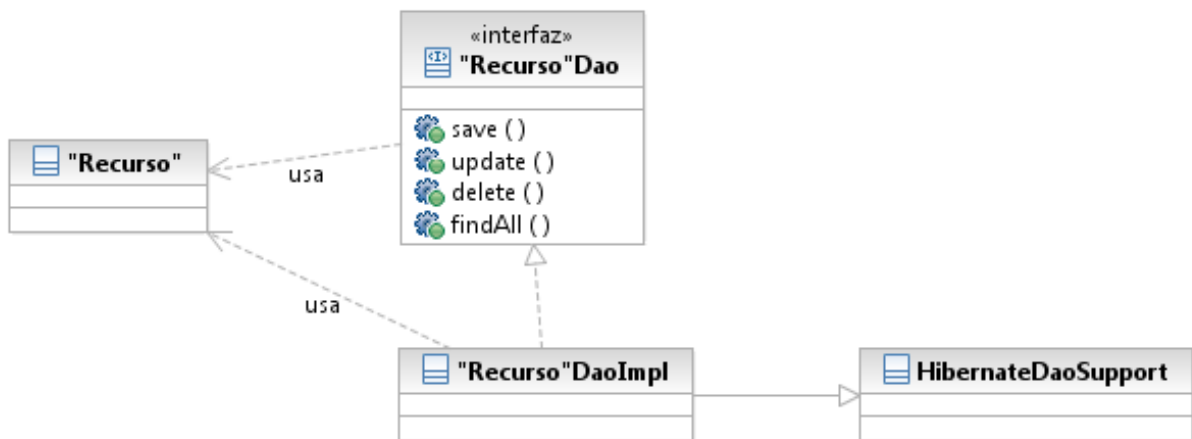 «interfaz»
"Recurso"Dao
save ( )
update ( )
delete ( )
findAll ( )
"Recurso"
usa
usa
"Recurso"DaoImpl
HibernateDaoSupport